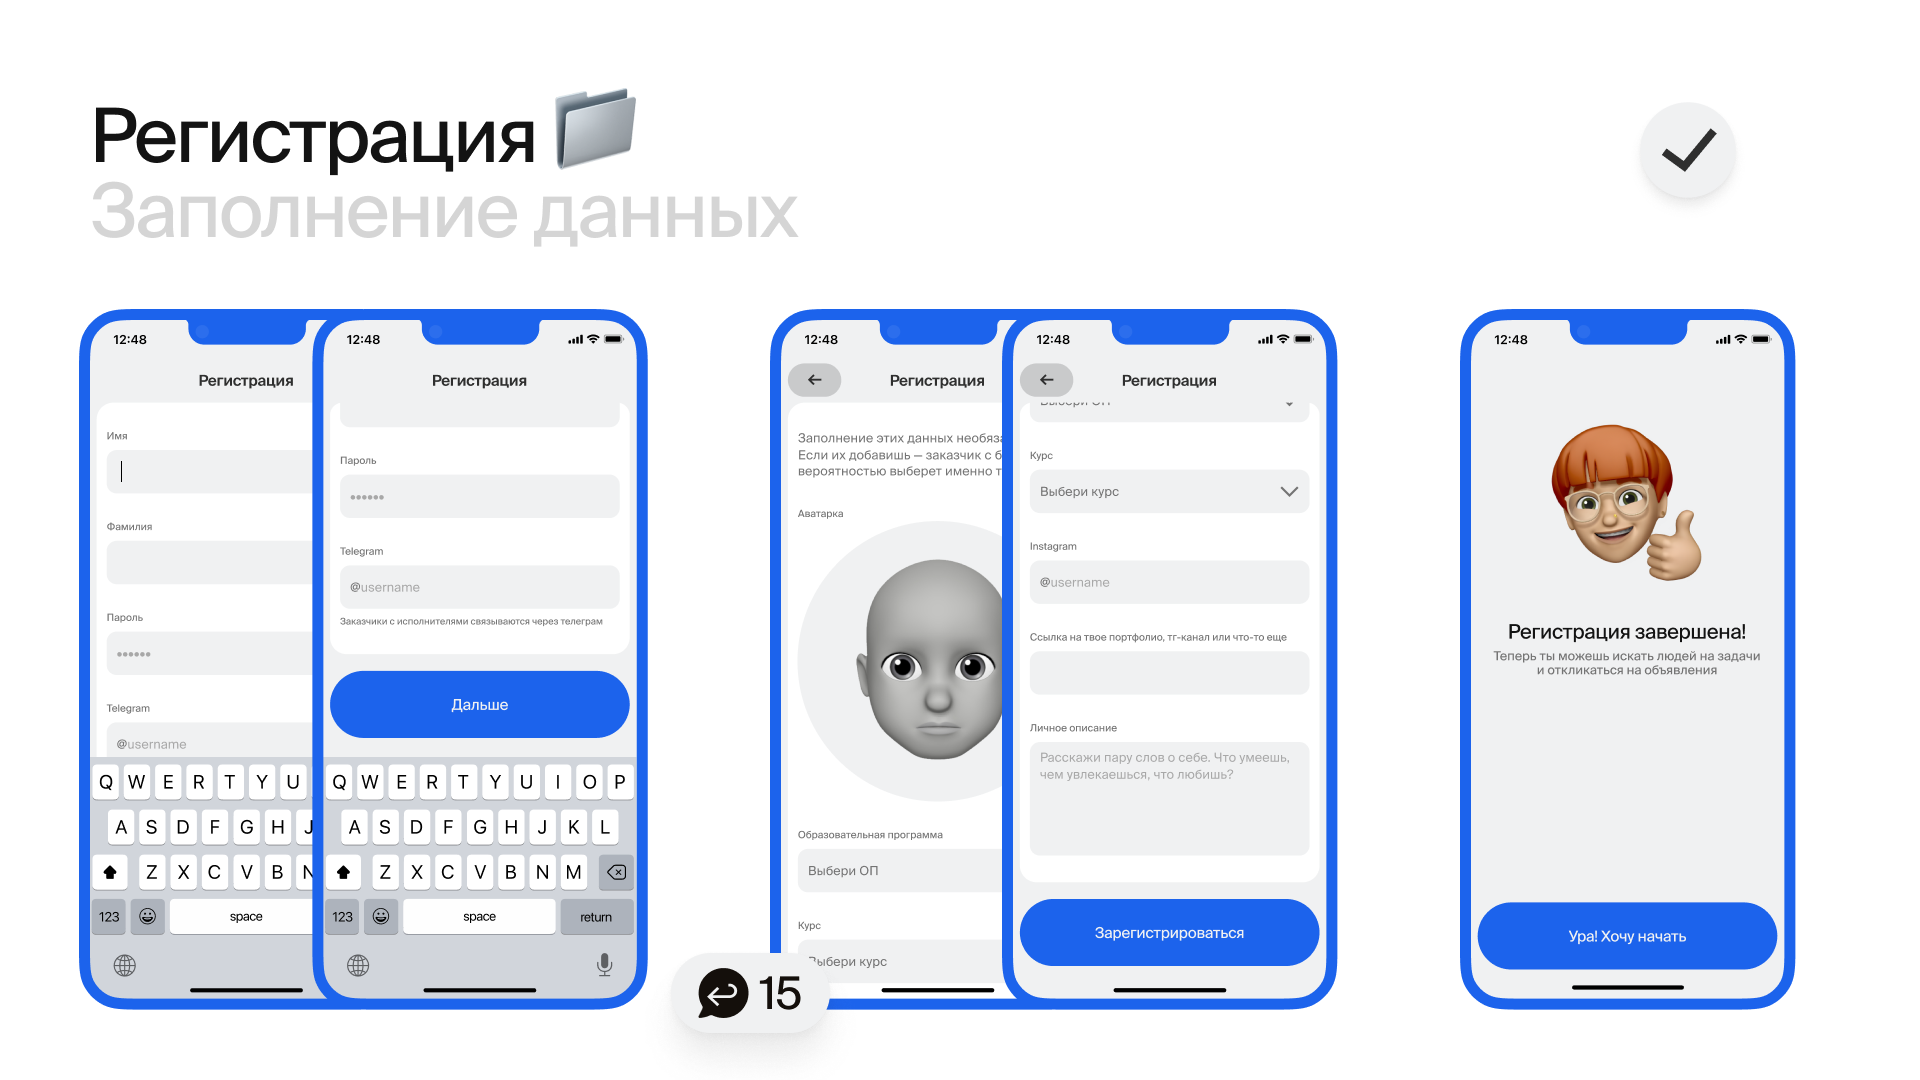 Регистрация
Заполнение данных
12:48
Регистрация
Имя
Фамилия
Пароль
••••••
Telegram
@username
Q W E R T Y U
A S D F G H J
Z X C V B N
123 space
12:48
Регистрация
Пароль
••••••
Telegram
@username
Заказчики с исполнителями связываются через телеграм
Дальше
Q W E R T Y U I O P
A S D F G H J K L
Z X C V B N M
123 space return
15
12:48
Регистрация
Заполнение этих данных
Если их добавишь — заказчик с
вероятностью выберет именно
Аватарка
Образовательная программа
Выбери ОП
Курс
Выбери курс
12:48
Регистрация
Выбери ОП
Курс
Выбери курс
Instagram
@username
Ссылка на твое портфолио, тг-канал или что-то еще
Личное описание
Расскажи пару слов о себе. Что умеешь,
чем увлекаешься, что любишь?
Зарегистрироваться
12:48
Регистрация завершена!
Теперь ты можешь искать людей на задачи
и откликаться на объявления
Ура! Хочу начать